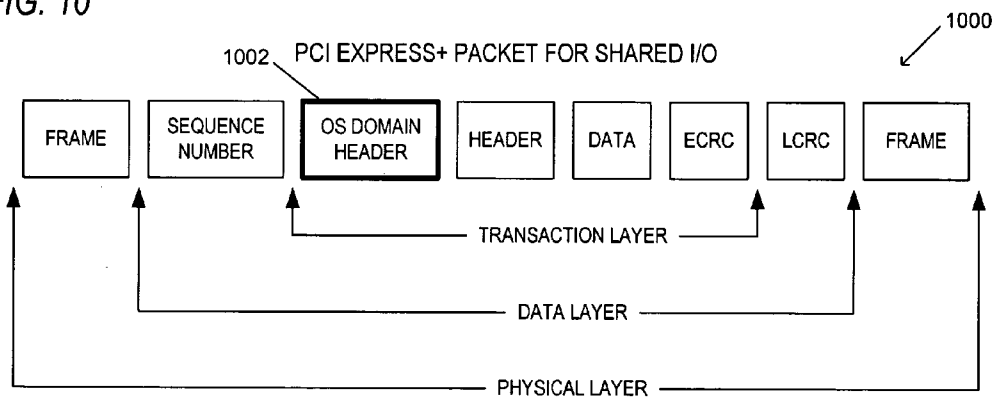 FIG. 10
1000
1002
PCI EXPRESS+ PACKET FOR SHARED I/O
FRAME
SEQUENCE
NUMBER
OS DOMAIN
HEADER
HEADER
DATA
ECRC
LCRC
FRAME
TRANSACTION LAYER
DATA LAYER
PHYSICAL LAYER